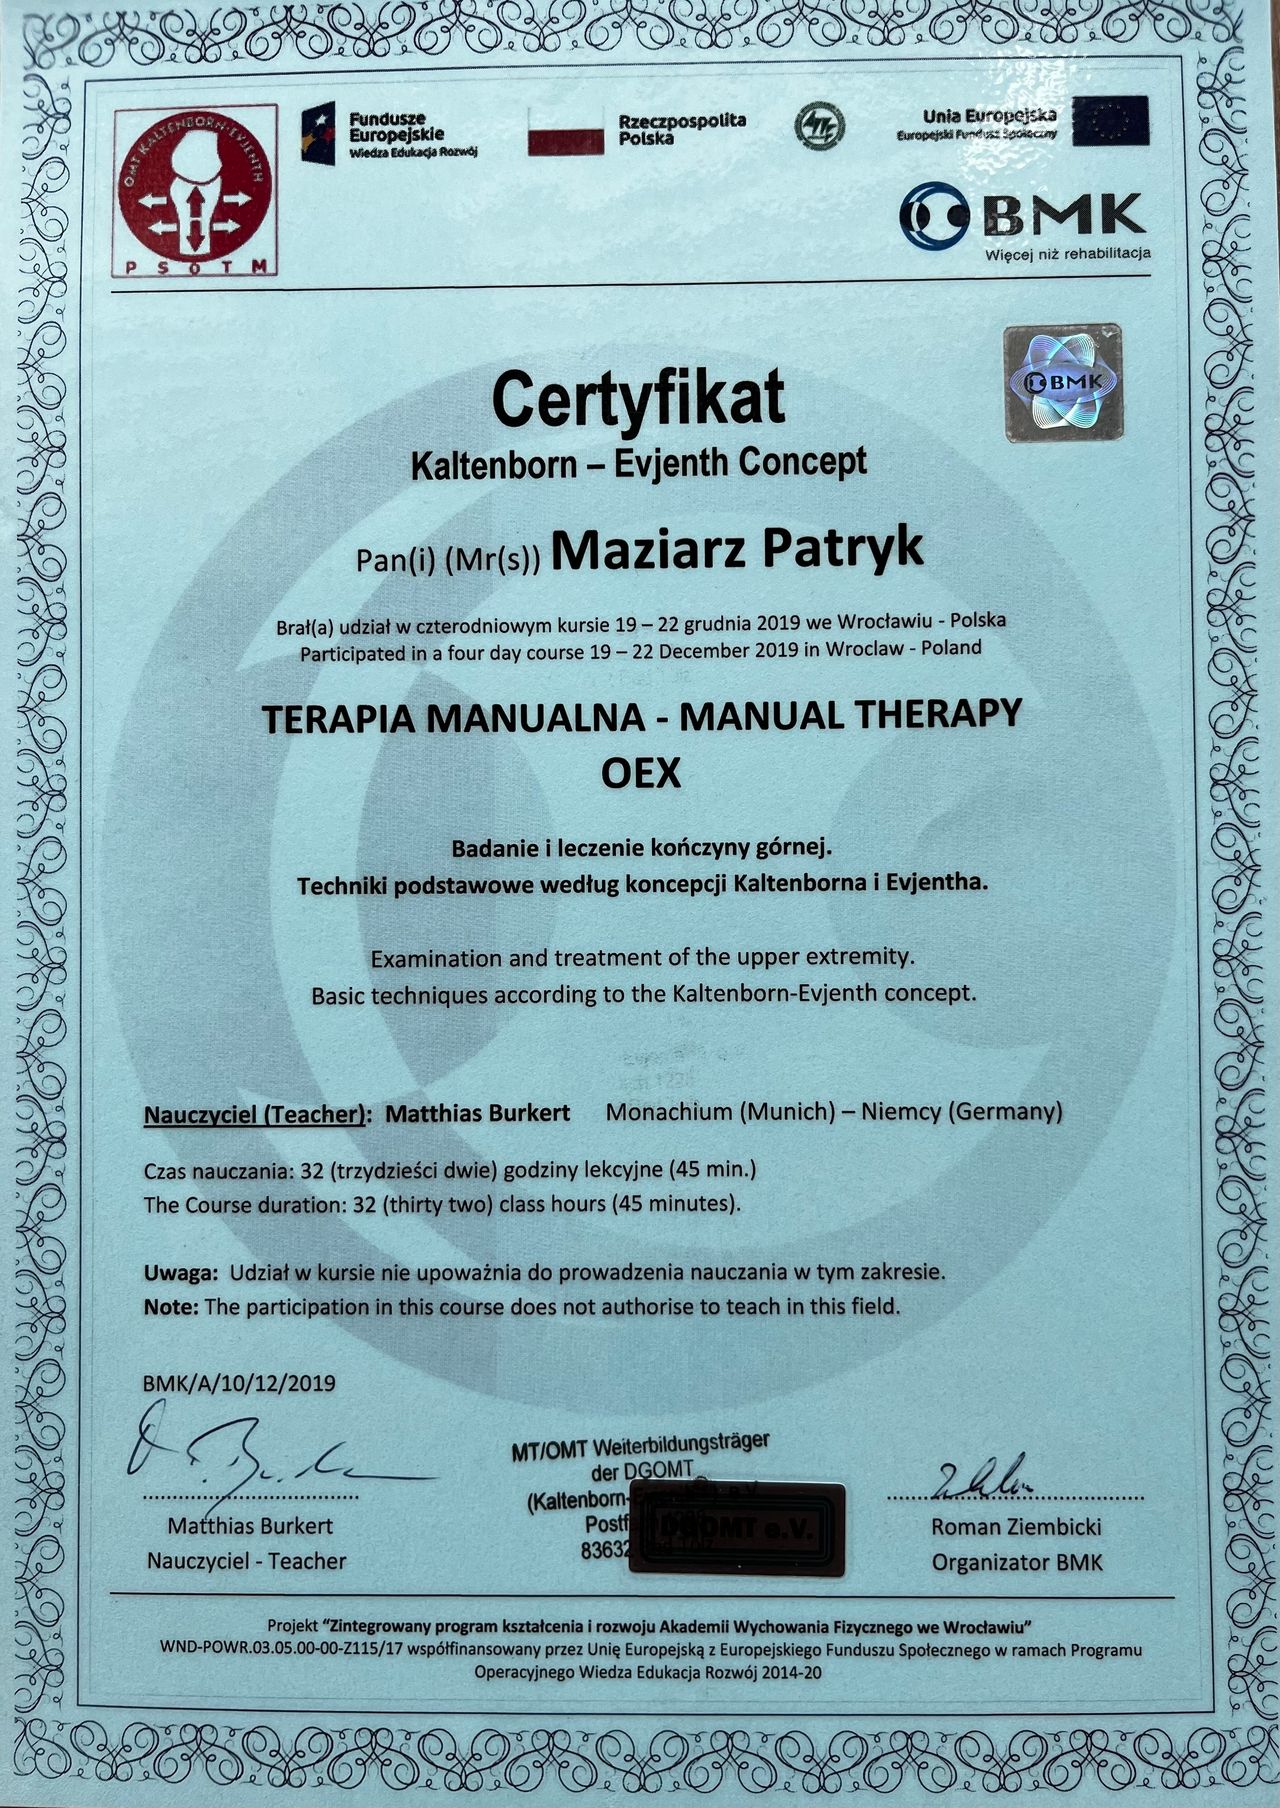 OMT KALTENBORN-EVJENTH
PSOTM
Fundusze
Europejskie
Wiedza Edukacja Rozwój
Rzeczpospolita
Polska
Unia Europejska
Europejski Fundusz Społeczny
BMK
Więcej niż rehabilitacja
BMK
Certyfikat
Kaltenborn – Evjenth Concept
Pan(i) (Mr(s)) Maziarz Patryk
Brał(a) udział w czterodniowym kursie 19 – 22 grudnia 2019 we Wrocławiu - Polska
Participated in a four day course 19 – 22 December 2019 in Wroclaw - Poland
TERAPIA MANUALNA - MANUAL THERAPY
OEX
Badanie i leczenie kończyny górnej.
Techniki podstawowe według koncepcji Kaltenborna i Evjentha.
Examination and treatment of the upper extremity.
Basic techniques according to the Kaltenborn-Evjenth concept.
Nauczyciel (Teacher): Matthias Burkert Monachium (Munich) – Niemcy (Germany)
Czas nauczania: 32 (trzydzieści dwie) godziny lekcyjne (45 min.)
The Course duration: 32 (thirty two) class hours (45 minutes).
Uwaga: Udział w kursie nie upoważnia do prowadzenia nauczania w tym zakresie.
Note: The participation in this course does not authorise to teach in this field.
BMK/A/10/12/2019
MT/OMT Weiterbildungsträger
der DGOMT
(Kaltenborn- e.V.
Postf
83632
DGOMT e.V.
Matthias Burkert
Nauczyciel - Teacher
Roman Ziembicki
Organizator BMK
Projekt “Zintegrowany program kształcenia i rozwoju Akademii Wychowania Fizycznego we Wrocławiu”
WND-POWR.03.05.00-00-Z115/17 współfinansowany przez Unię Europejską z Europejskiego Funduszu Społecznego w ramach Programu
Operacyjnego Wiedza Edukacja Rozwój 2014-20